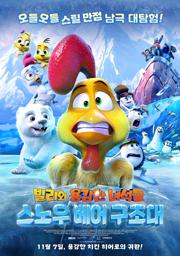 오들오들 스릴 만점 남극 대탐험!
빌리와 용감한 녀석들
스노우 베어 구조대
11월 7일, 용감한 치킨 히어로의 귀환!